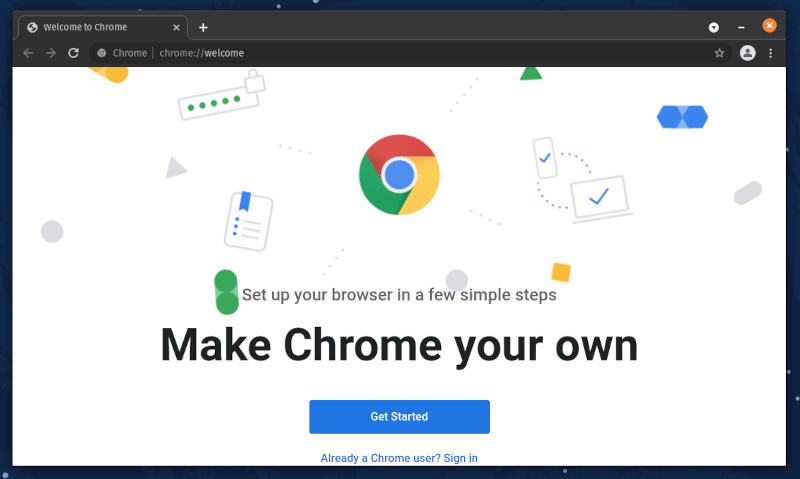 Welcome to Chrome
Chrome | chrome://welcome
Set up your browser in a few simple steps
Make Chrome your own
Get Started
Already a Chrome user? Sign in